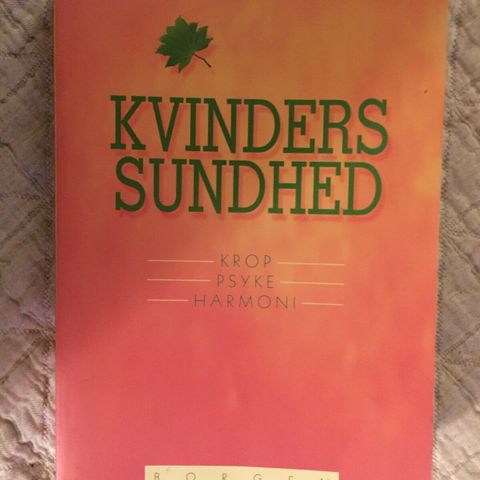 KVINDERS
SUNDHED
KROP
PSYKE
HARMONI
BORGEN